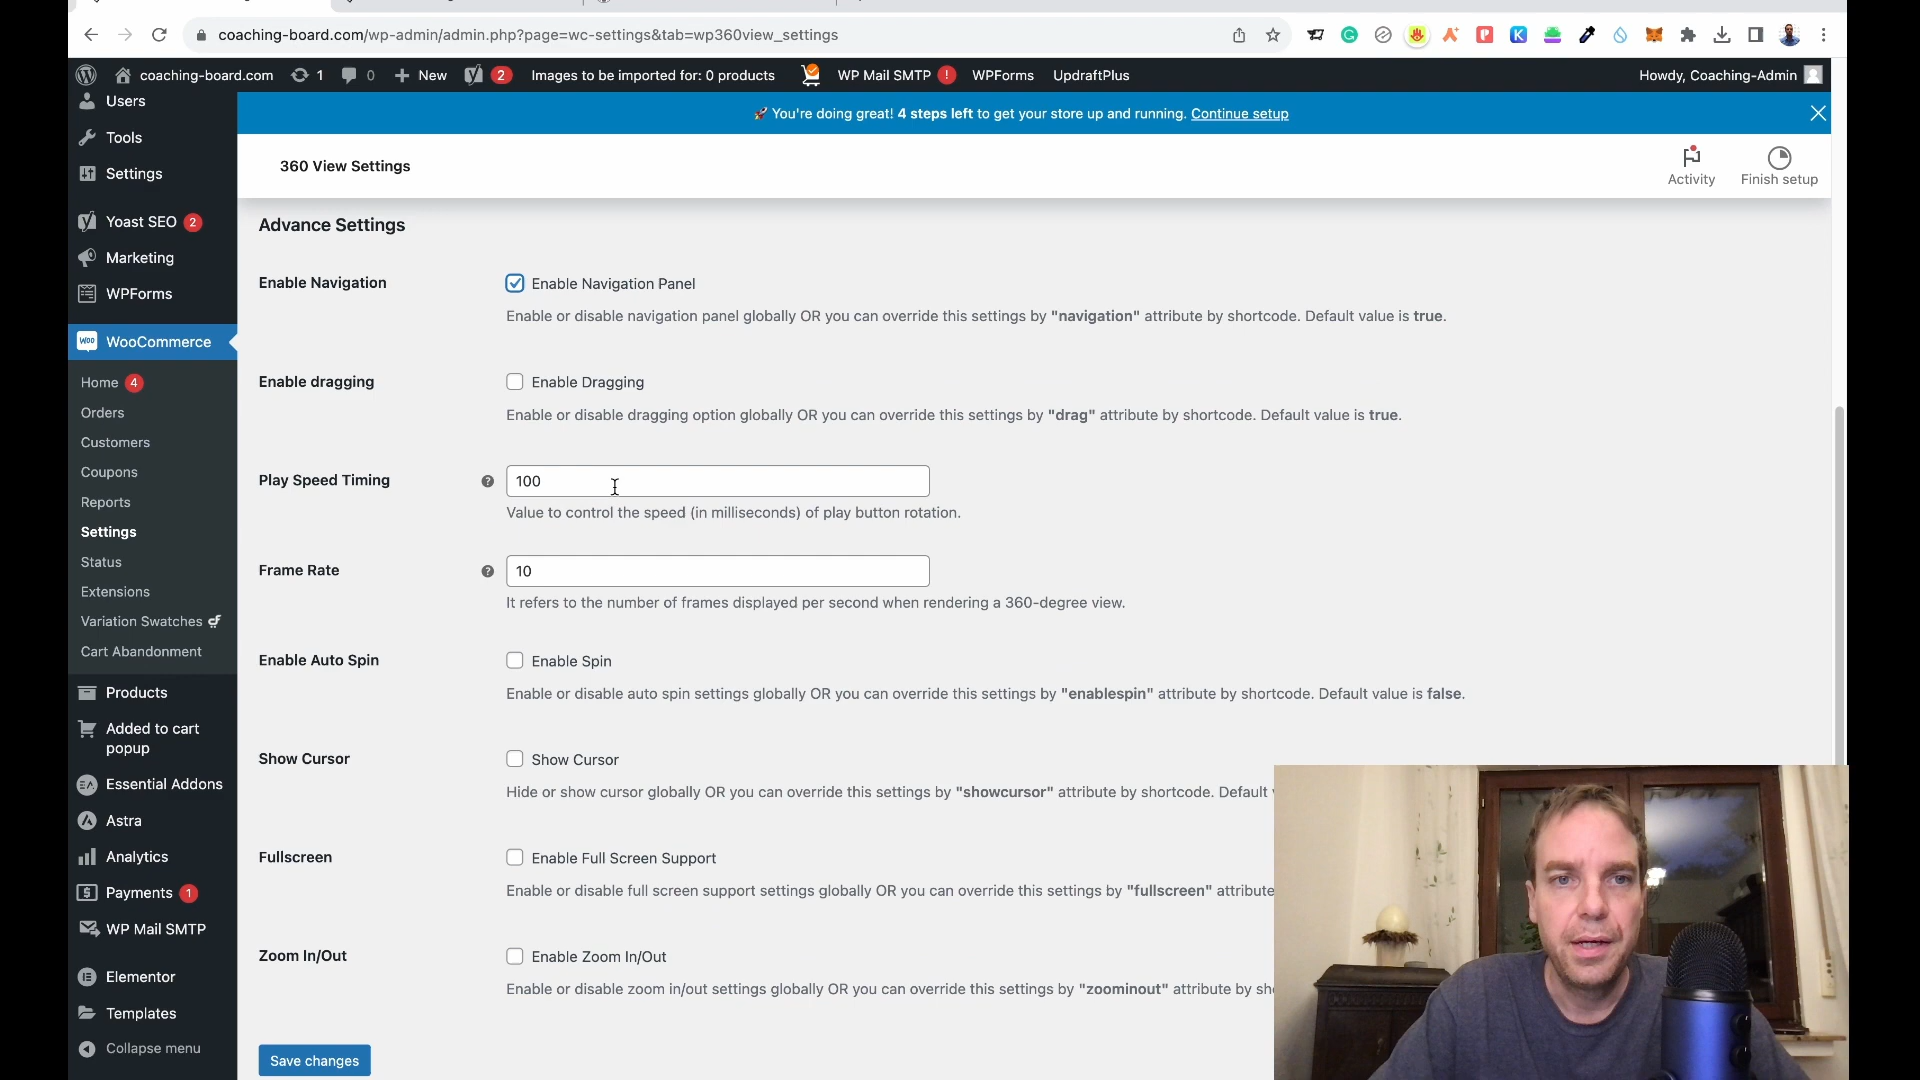 coaching-board.com/wp-admin/admin.php?page=wc-settings&tab=wp360view_settings
coaching-board.com 1 0 New 2 Images to be imported for: 0 products WP Mail SMTP ! WPForms UpdraftPlus Howdy, Coaching-Admin
🚀 You're doing great! 4 steps left to get your store up and running. Continue setup
360 View Settings
Activity
Finish setup
Users
Tools
Settings
Yoast SEO 2
Marketing
WPForms
WooCommerce
Home 4
Orders
Customers
Coupons
Reports
Settings
Status
Extensions
Variation Swatches
Cart Abandonment
Products
Added to cart
popup
Essential Addons
Astra
Analytics
Payments 1
WP Mail SMTP
Elementor
Templates
Collapse menu
Advance Settings
Enable Navigation
Enable Navigation Panel
Enable or disable navigation panel globally OR you can override this settings by "navigation" attribute by shortcode. Default value is true.
Enable dragging
Enable Dragging
Enable or disable dragging option globally OR you can override this settings by "drag" attribute by shortcode. Default value is true.
Play Speed Timing
100
Value to control the speed (in milliseconds) of play button rotation.
Frame Rate
10
It refers to the number of frames displayed per second when rendering a 360-degree view.
Enable Auto Spin
Enable Spin
Enable or disable auto spin settings globally OR you can override this settings by "enablespin" attribute by shortcode. Default value is false.
Show Cursor
Show Cursor
Hide or show cursor globally OR you can override this settings by "showcursor" attribute by shortcode. Default
Fullscreen
Enable Full Screen Support
Enable or disable full screen support settings globally OR you can override this settings by "fullscreen" attribute
Zoom In/Out
Enable Zoom In/Out
Enable or disable zoom in/out settings globally OR you can override this settings by "zoominout" attribute by
Save changes